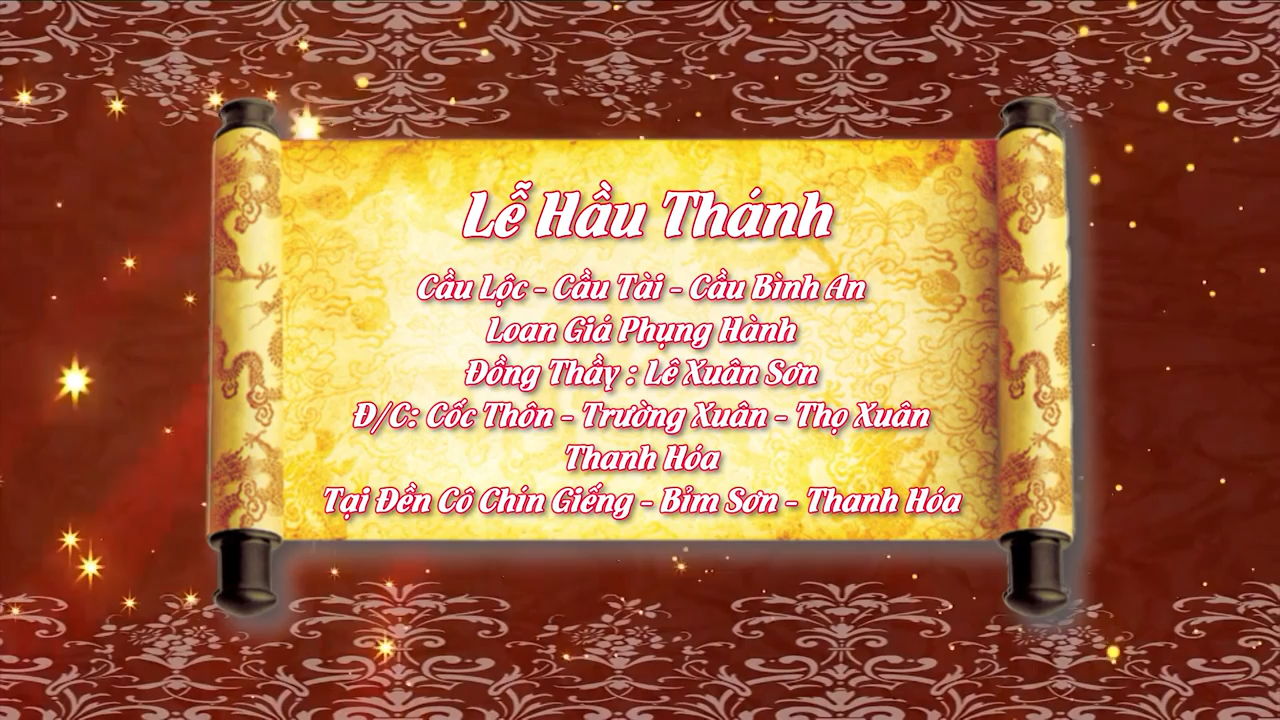 Lễ Hầu Thánh
Cầu Lộc - Cầu Tài - Cầu Bình An
Loan Giá Phụng Hành
Đồng Thầy : Lê Xuân Sơn
Đ/C: Cốc Thôn - Trường Xuân - Thọ Xuân
Thanh Hóa
Tại Đền Cô Chín Giếng - Bỉm Sơn - Thanh Hóa